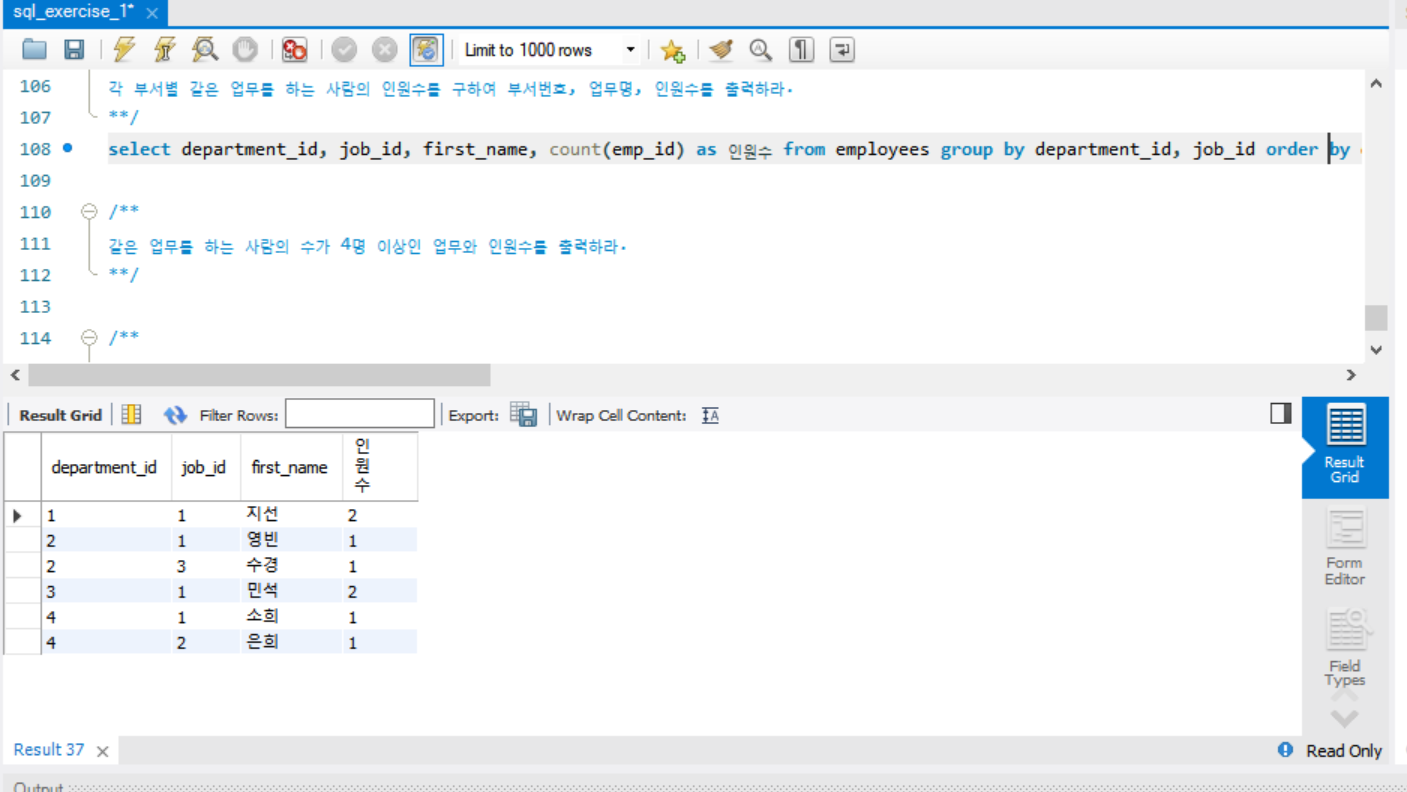 sql_exercise_1*
Limit to 1000 rows
106 각 부서별 같은 업무를 하는 사람의 인원수를 구하여 부서번호, 업무명, 인원수를 출력하라.
107 **/
108 select department_id, job_id, first_name, count(emp_id) as 인원수 from employees group by department_id, job_id order by
109
110 /**
111 같은 업무를 하는 사람의 수가 4명 이상인 업무와 인원수를 출력하라.
112 **/
113
114 /**
Result Grid Filter Rows: Export: Wrap Cell Content: IA
department_id job_id first_name 인원수
1 1 지선 2
2 1 영빈 1
2 3 수경 1
3 1 민석 2
4 1 소희 1
4 2 은희 1
Result
Grid
Form
Editor
Field
Types
Result 37 Read Only
Output